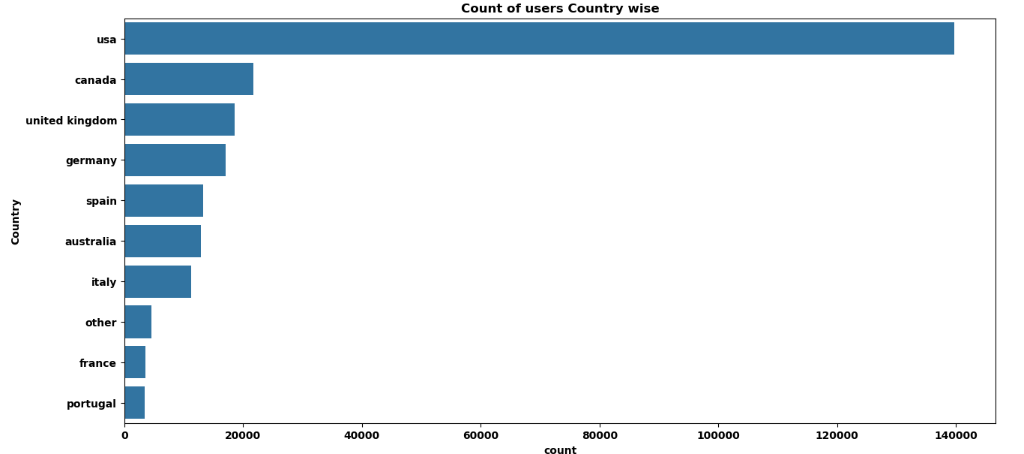 Count of users Country wise
usa
canada
united kingdom
germany
spain
australia
italy
other
france
portugal
Country
0 20000 40000 60000 80000 100000 120000 140000
count